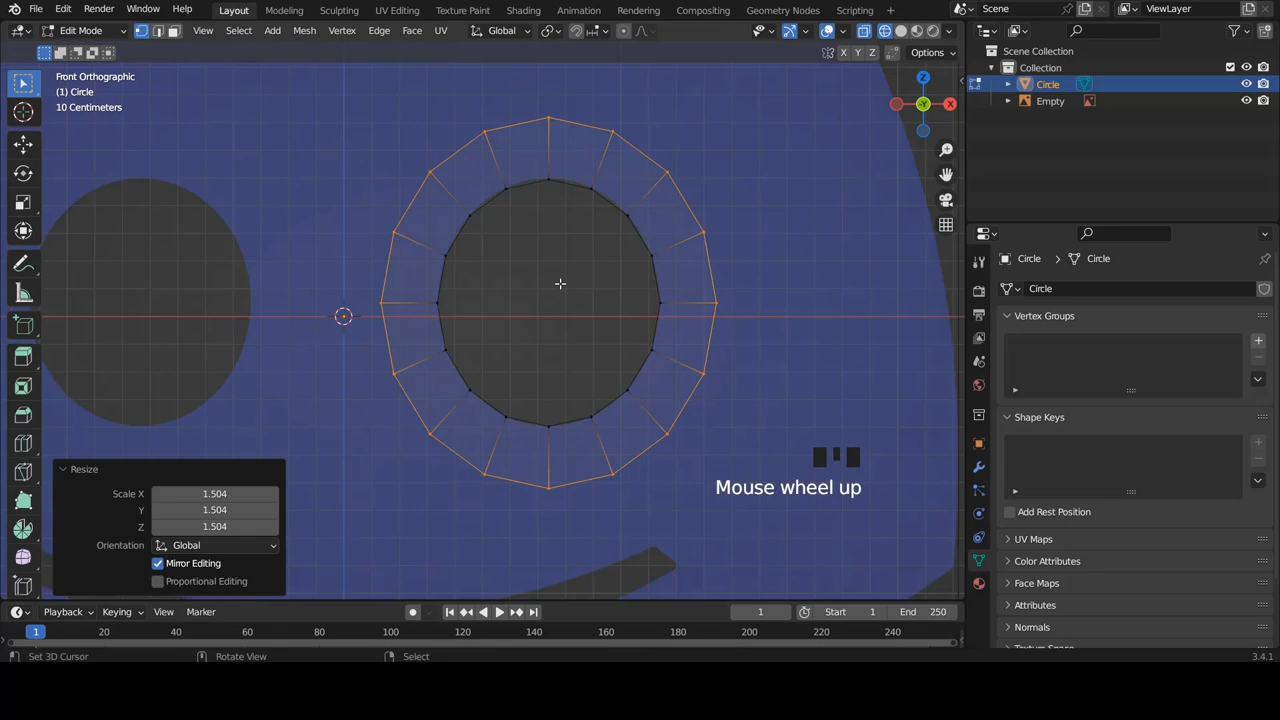 File Edit Render Window Help Layout Modeling Sculpting UV Editing Texture Paint Shading Animation Rendering Compositing Geometry Nodes Scripting Scene ViewLayer
Edit Mode View Select Add Mesh Vertex Edge Face UV Global
X Y Z Options
Front Orthographic
(1) Circle
10 Centimeters
Z
Y
X
Scene Collection
Collection
Circle
Empty
Circle > Circle
Circle
Vertex Groups
Shape Keys
Add Rest Position
UV Maps
Color Attributes
Face Maps
Attributes
Normals
Texture Space
Resize
Scale X 1.504
Y 1.504
Z 1.504
Orientation Global
Mirror Editing
Proportional Editing
Mouse wheel up
Playback Keying View Marker 1 Start 1 End 250
1 20 40 60 80 100 120 140 160 180 200 220 240
Set 3D Cursor Rotate View Select 3.4.1